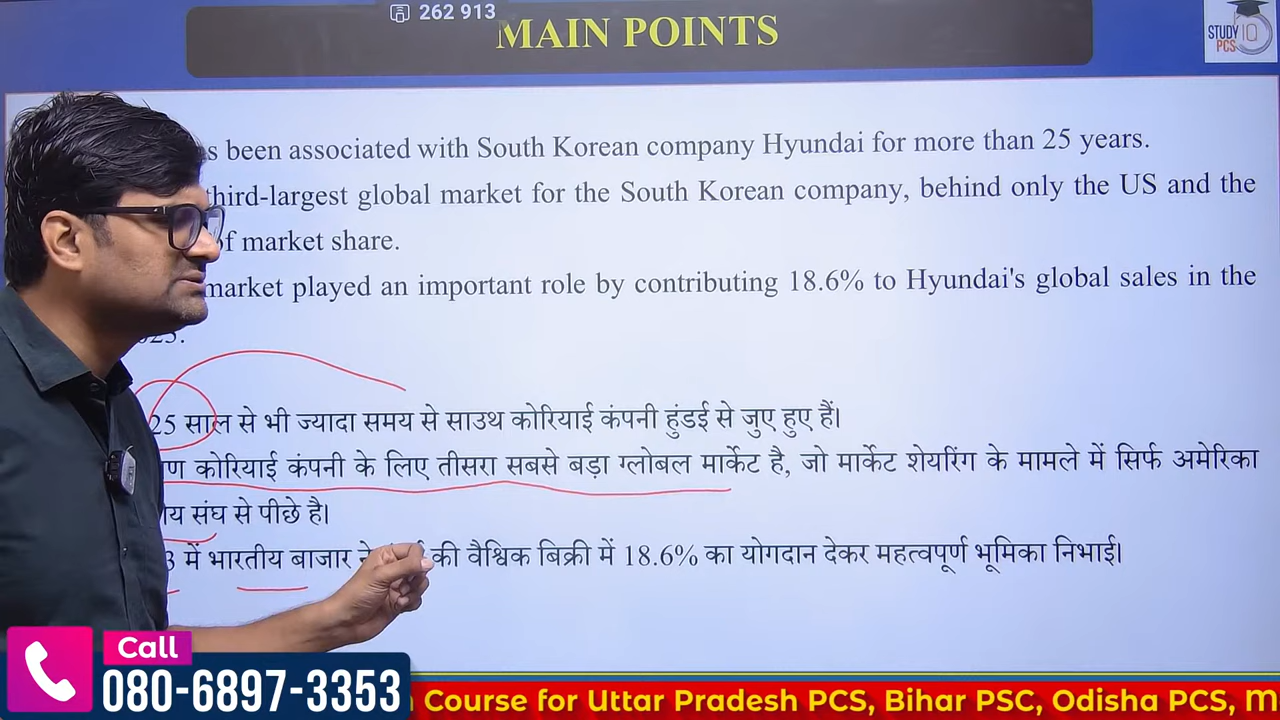 262 913
MAIN POINTS
STUDY IQ
PCS
s been associated with South Korean company Hyundai for more than 25 years.
third-largest global market for the South Korean company, behind only the US and the
of market share.
market played an important role by contributing 18.6% to Hyundai's global sales in the
25 साल से भी ज्यादा समय से साउथ कोरियाई कंपनी हुंडई से जुए हुए हैं।
कोरियाई कंपनी के लिए तीसरा सबसे बड़ा ग्लोबल मार्केट है, जो मार्केट शेयरिंग के मामले में सिर्फ अमेरिका
संघ से पीछे है।
में भारतीय बाजार की वैश्विक बिक्री में 18.6% का योगदान देकर महत्वपूर्ण भूमिका निभाई।
Call
080-6897-3353
Course for Uttar Pradesh PCS, Bihar PSC, Odisha PCS, M